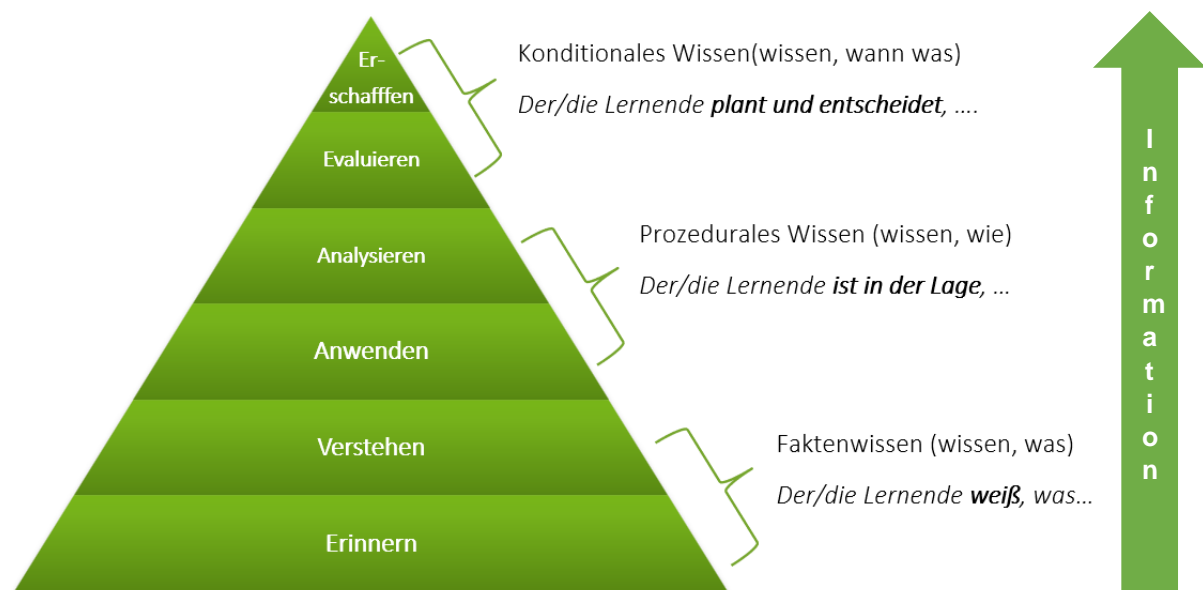 Er-
schafffen
Konditionales Wissen(wissen, wann was)
Der/die Lernende plant und entscheidet, ....
Evaluieren
Analysieren
Prozedurales Wissen (wissen, wie)
Der/die Lernende ist in der Lage, ...
Anwenden
Verstehen
Faktenwissen (wissen, was)
Der/die Lernende weiß, was...
Erinnern
Information